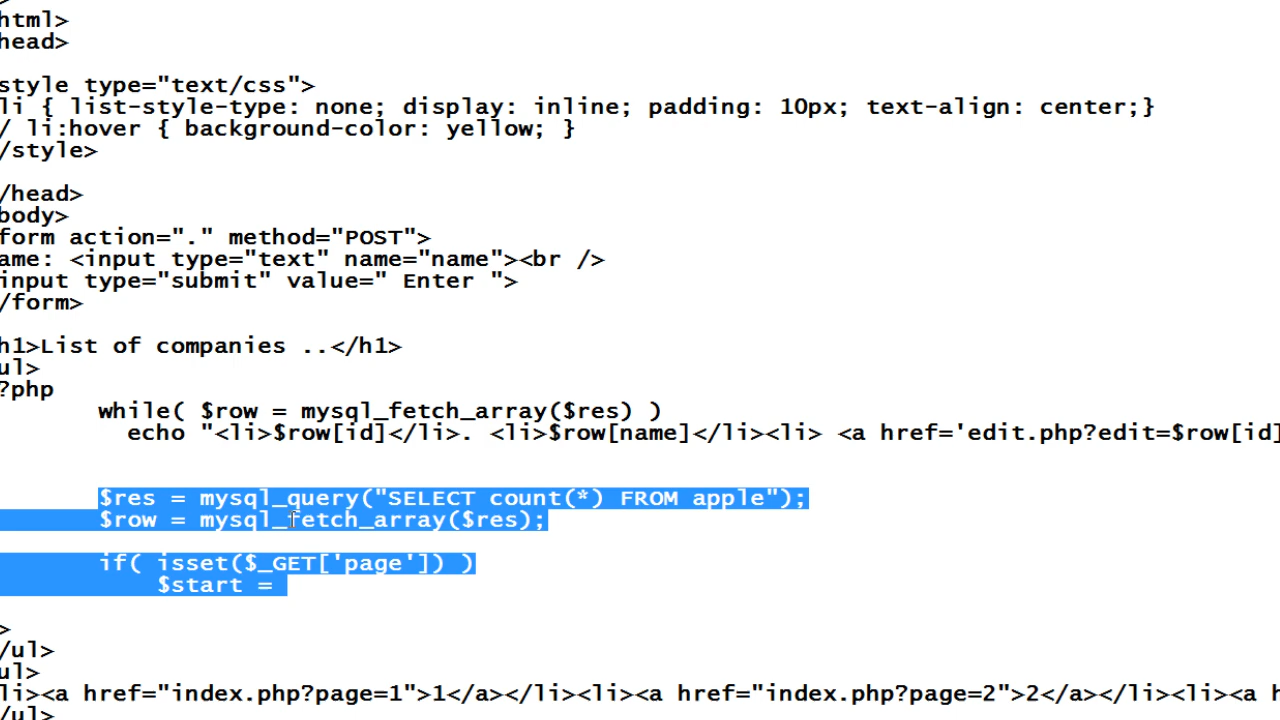 >
html>
head>
style type="text/css">
li { list-style-type: none; display: inline; padding: 10px; text-align: center;}
/ li:hover { background-color: yellow; }
/style>
/head>
body>
form action="." method="POST">
ame: <input type="text" name="name"><br />
input type="submit" value=" Enter ">
/form>
h1>List of companies ..</h1>
ul>
?php
while( $row = mysql_fetch_array($res) )
echo "<li>$row[id]</li>. <li>$row[name]</li><li> <a href='edit.php?edit=$row[id]
$res = mysql_query("SELECT count(*) FROM apple");
$row = mysql_fetch_array($res);
if( isset($_GET['page']) )
$start =
>
/ul>
ul>
li><a href="index.php?page=1">1</a></li><li><a href="index.php?page=2">2</a></li><li><a h
/ul>